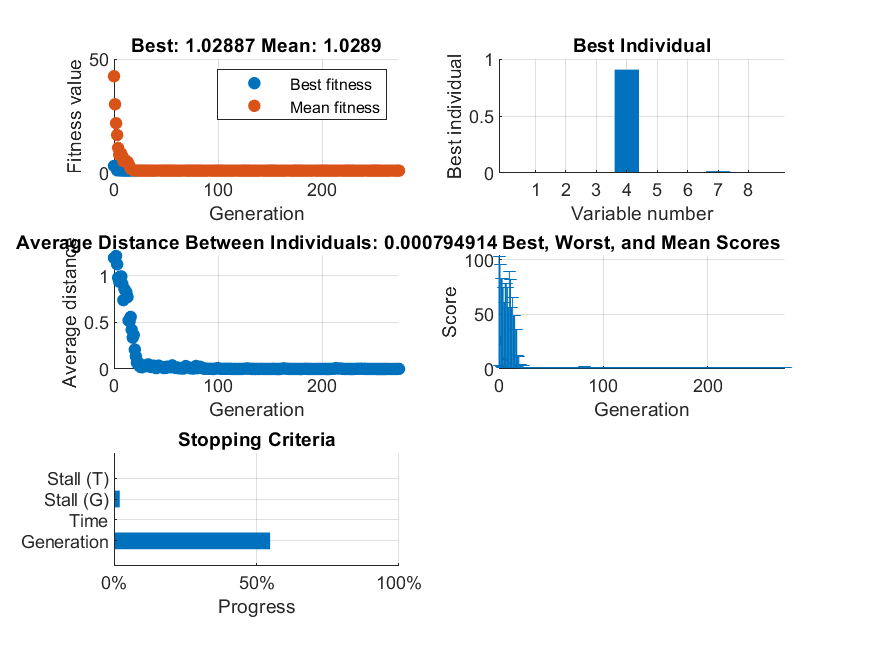 Best: 1.02887 Mean: 1.0289
50
0
Fitness value
Best fitness
Mean fitness
0 100 200
Generation
Best Individual
1
0.5
0
Best individual
1 2 3 4 5 6 7 8
Variable number
Average Distance Between Individuals: 0.000794914
1
0.5
0
Average distance
0 100 200
Generation
Best, Worst, and Mean Scores
100
50
0
Score
0 100 200
Generation
Stopping Criteria
Stall (T)
Stall (G)
Time
Generation
0% 50% 100%
Progress